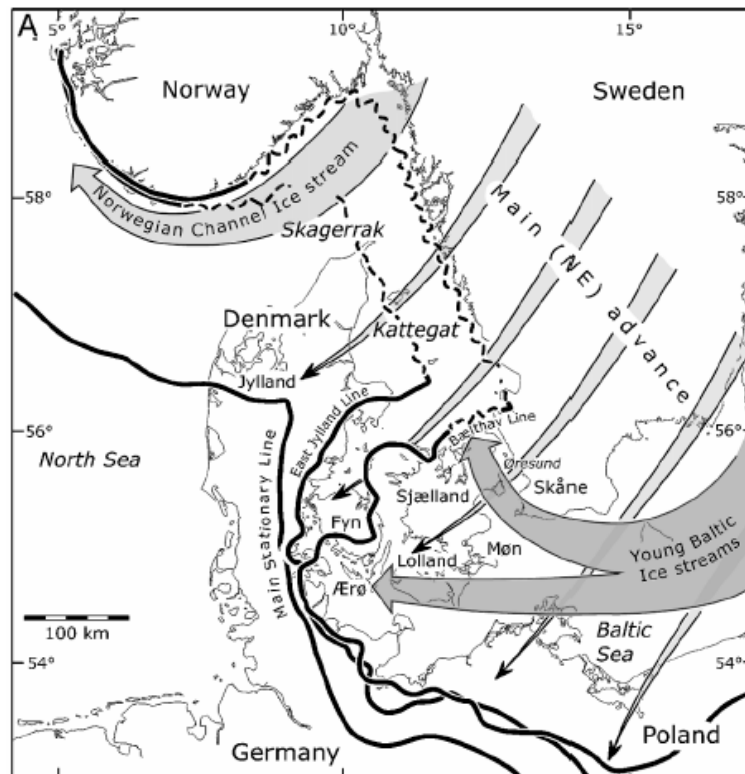 A
5°
10°
15°
Norway
Sweden
Norwegian Channel Ice stream
58°
58°
Skagerrak
Main (NE) advance
Denmark
Kattegat
Jylland
East Jylland Line
56°
56°
Bælthav Line
North Sea
Main Stationary Line
Øresund
Sjælland
Skåne
Fyn
Møn
Lolland
Young Baltic
Ice streams
Ærø
100 km
Baltic
Sea
54°
54°
Poland
Germany